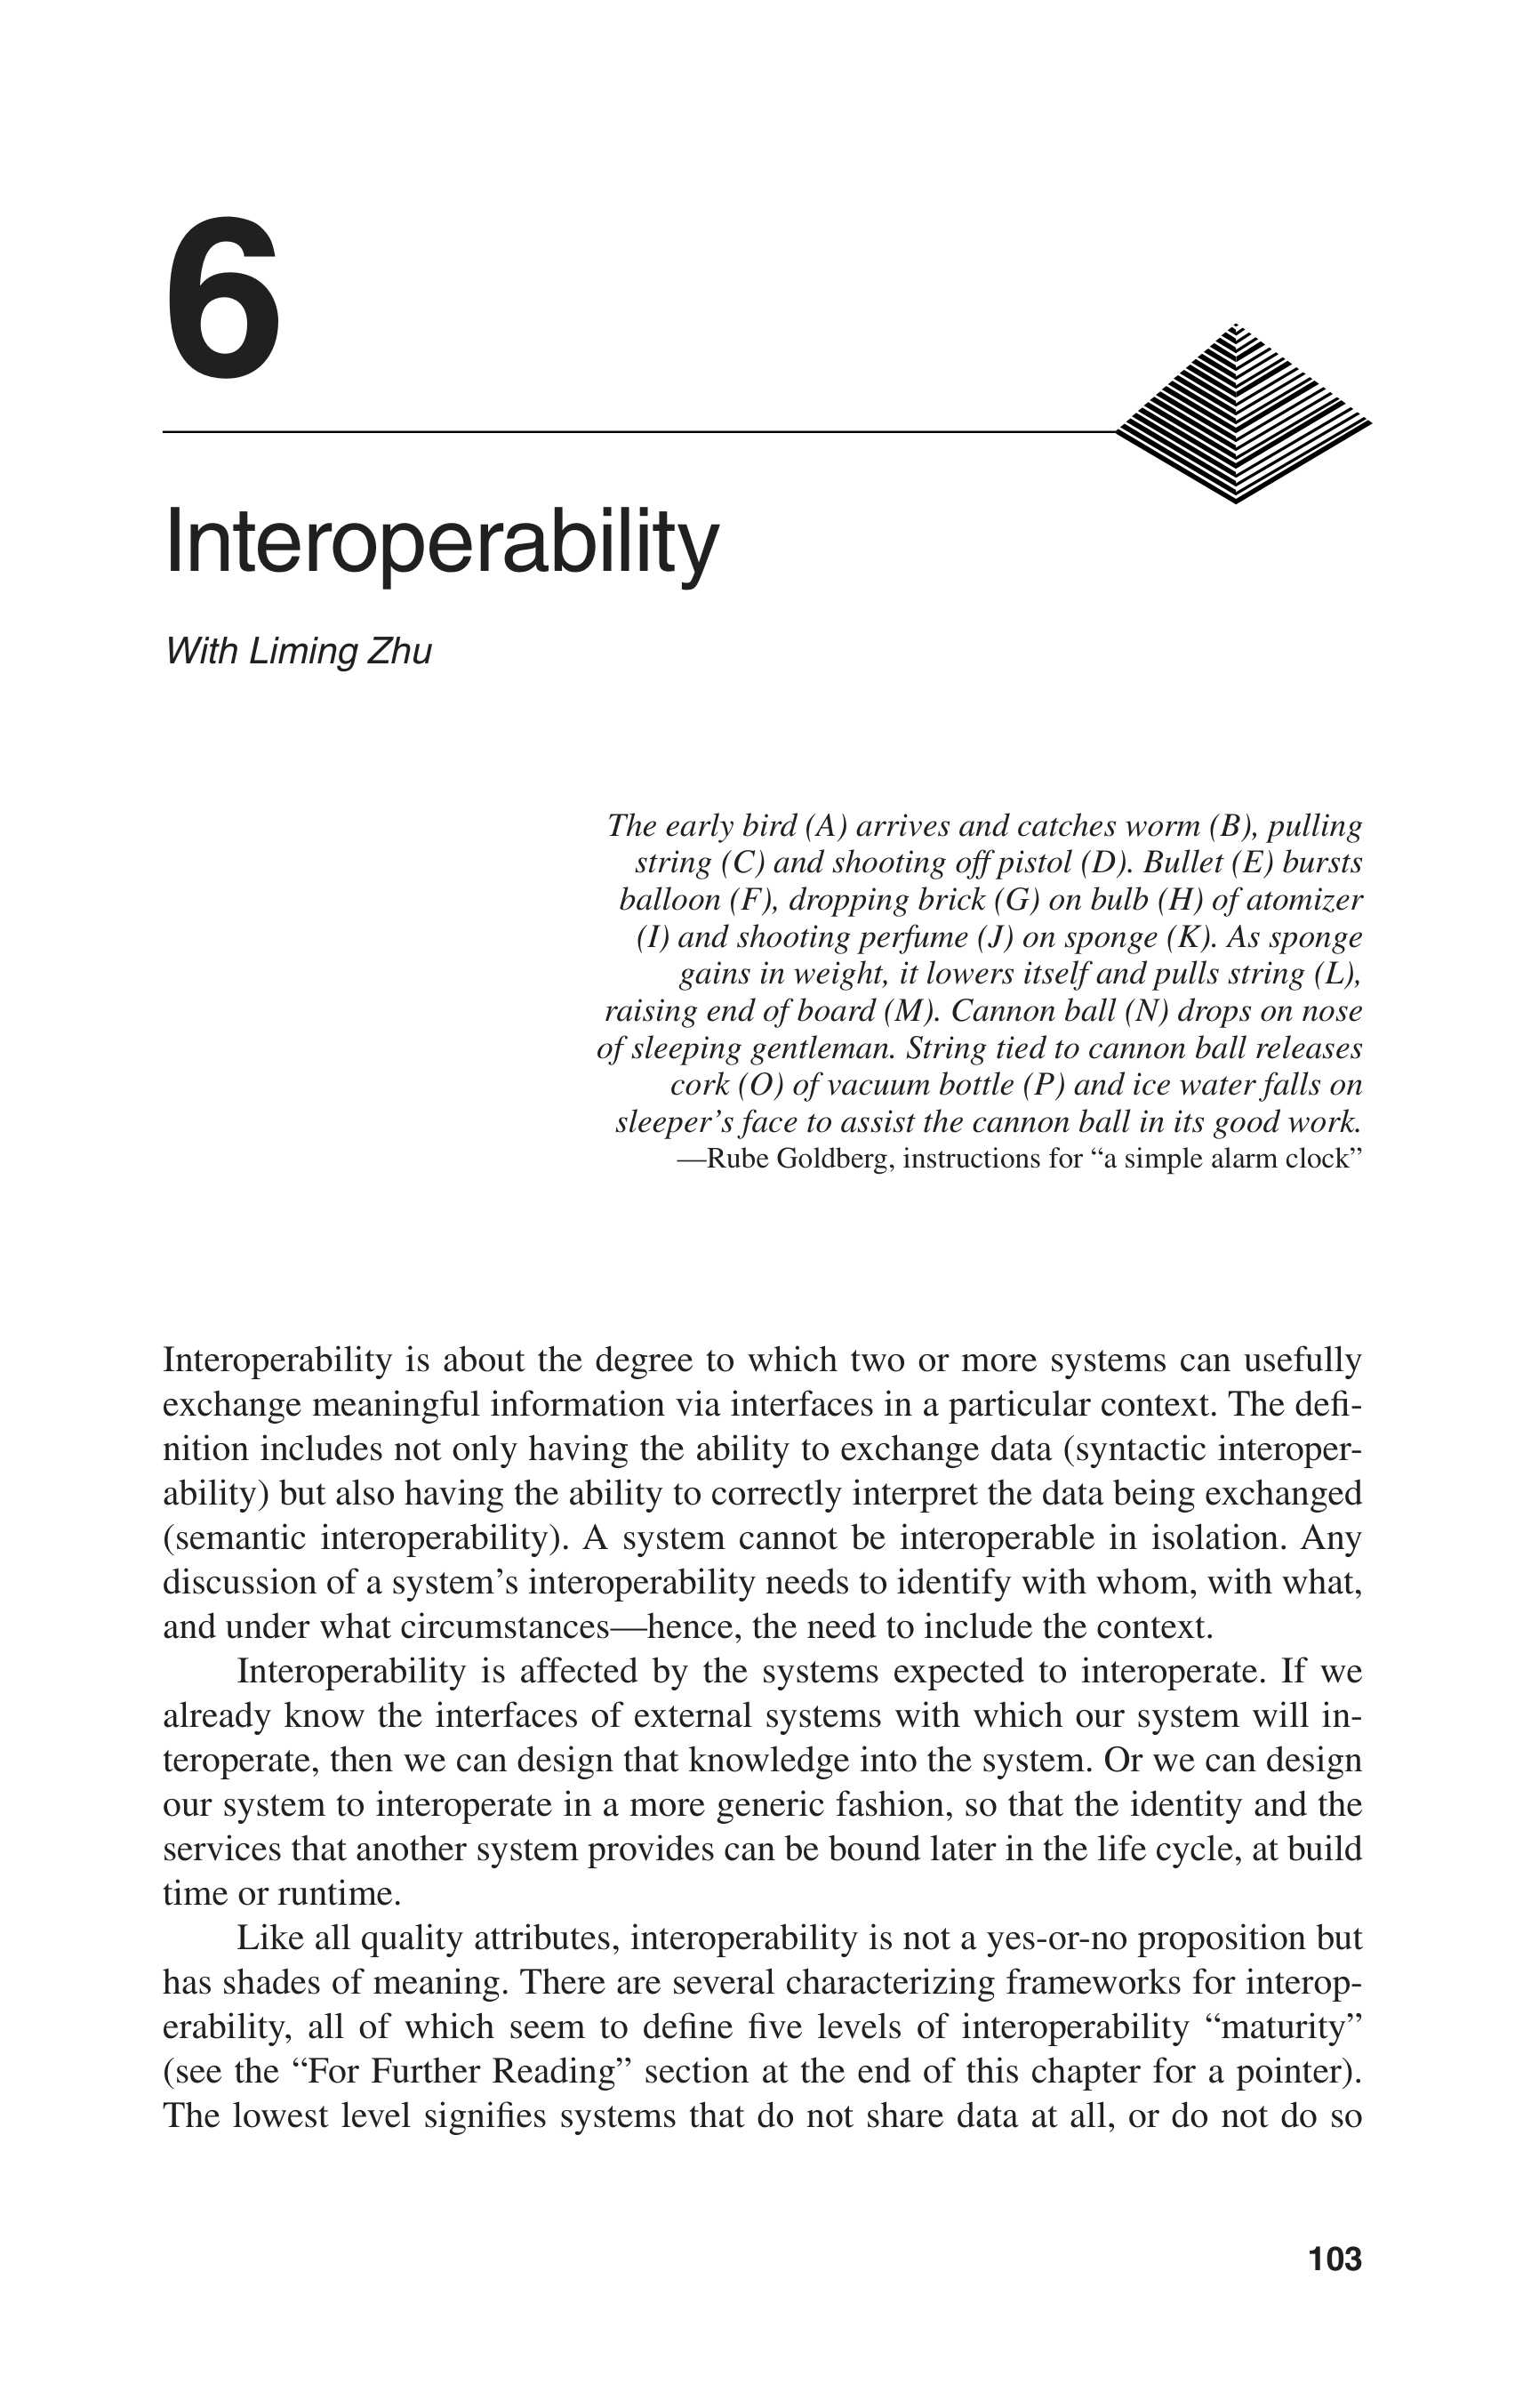 6
Interoperability
With Liming Zhu
The early bird (A) arrives and catches worm (B), pulling
string (C) and shooting off pistol (D). Bullet (E) bursts
balloon (F), dropping brick (G) on bulb (H) of atomizer
(I) and shooting perfume (J) on sponge (K). As sponge
gains in weight, it lowers itself and pulls string (L),
raising end of board (M). Cannon ball (N) drops on nose
of sleeping gentleman. String tied to cannon ball releases
cork (O) of vacuum bottle (P) and ice water falls on
sleeper’s face to assist the cannon ball in its good work.
—Rube Goldberg, instructions for “a simple alarm clock”
Interoperability is about the degree to which two or more systems can usefully
exchange meaningful information via interfaces in a particular context. The defi-
nition includes not only having the ability to exchange data (syntactic interoper-
ability) but also having the ability to correctly interpret the data being exchanged
(semantic interoperability). A system cannot be interoperable in isolation. Any
discussion of a system’s interoperability needs to identify with whom, with what,
and under what circumstances—hence, the need to include the context.
Interoperability is affected by the systems expected to interoperate. If we
already know the interfaces of external systems with which our system will in-
teroperate, then we can design that knowledge into the system. Or we can design
our system to interoperate in a more generic fashion, so that the identity and the
services that another system provides can be bound later in the life cycle, at build
time or runtime.
Like all quality attributes, interoperability is not a yes-or-no proposition but
has shades of meaning. There are several characterizing frameworks for interop-
erability, all of which seem to define five levels of interoperability “maturity”
(see the “For Further Reading” section at the end of this chapter for a pointer).
The lowest level signifies systems that do not share data at all, or do not do so
103